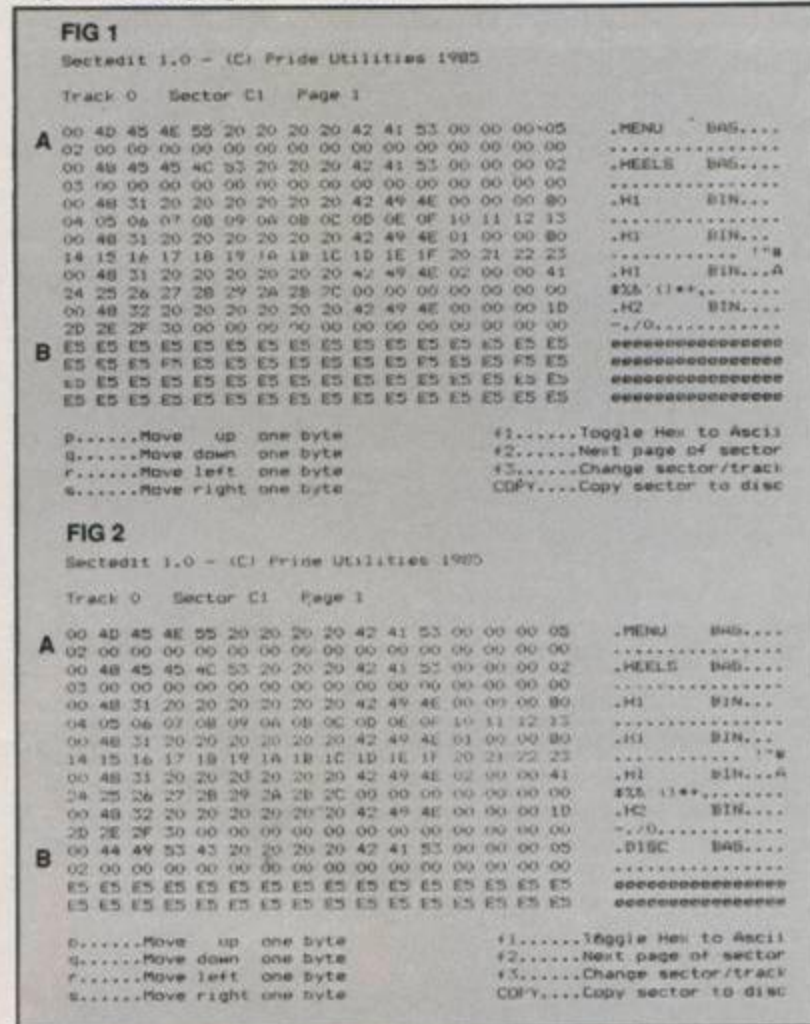 FIG 1
Sectedit 1.0 - (C) Pride Utilities 1985
Track 0 Sector C1 Page 1
A 00 4D 45 4E 55 20 20 20 20 42 41 53 00 00 00 05 .MENU BAS....
02 00 00 00 00 00 00 00 00 00 00 00 00 00 00 00 ................
00 48 45 45 4C 53 20 20 20 42 41 53 00 00 00 02 .HEELS BAS....
03 00 00 00 00 00 00 00 00 00 00 00 00 00 00 00 ................
00 48 31 20 20 20 20 20 20 42 49 4E 00 00 00 80 .H1 BIN....
04 05 06 07 08 09 0A 0B 0C 0D 0E 0F 10 11 12 13 ................
00 48 31 20 20 20 20 20 20 42 49 4E 01 00 00 80 .H1 BIN....
14 15 16 17 18 19 1A 1B 1C 1D 1E 1F 20 21 22 23 ............ !"#
00 48 31 20 20 20 20 20 20 42 49 4E 02 00 00 41 .H1 BIN...A
24 25 26 27 28 29 2A 2B 2C 00 00 00 00 00 00 00
00 48 32 20 20 20 20 20 20 42 49 4E 00 00 00 1D .H2 BIN....
2D 2E 2F 30 00 00 00 00 00 00 00 00 00 00 00 00 -./0............
B E5 E5 E5 E5 E5 E5 E5 E5 E5 E5 E5 E5 E5 E5 E5 E5
E5 E5 E5 E5 E5 E5 E5 E5 E5 E5 E5 E5 E5 E5 E5 E5
E5 E5 E5 E5 E5 E5 E5 E5 E5 E5 E5 E5 E5 E5 E5
E5 E5 E5 E5 E5 E5 E5 E5 E5 E5 E5 E5 E5 E5 E5 E5
p......Move up one byte f1......Toggle Hex to Ascii
q......Move down one byte f2......Next page of sector
r......Move left one byte f3......Change sector/track
s......Move right one byte COPY....Copy sector to disc
FIG 2
Sectedit 1.0 - (C) Pride Utilities 1985
Track 0 Sector C1 Page 1
A 00 4D 45 4E 55 20 20 20 20 42 41 53 00 00 00 05 .MENU BAS....
02 00 00 00 00 00 00 00 00 00 00 00 00 00 00 00 ................
00 48 45 45 4C 53 20 20 20 42 41 53 00 00 00 02 .HEELS BAS....
03 00 00 00 00 00 00 00 00 00 00 00 00 00 00 00 ................
00 48 31 20 20 20 20 20 20 42 49 4E 00 00 00 80 .H1 BIN....
04 05 06 07 08 09 0A 0B 0C 0D 0E 0F 10 11 12 13 ................
00 48 31 20 20 20 20 20 20 42 49 4E 01 00 00 80 .H1 BIN....
14 15 16 17 18 19 1A 1B 1C 1D 1E 1F 20 21 22 23 ............ !"#
00 48 31 20 20 20 20 20 20 42 49 4E 02 00 00 41 .H1 BIN...A
24 25 26 27 28 29 2A 2B 2C 00 00 00 00 00 00 00
00 48 32 20 20 20 20 20 20 42 49 4E 00 00 00 1D .H2 BIN....
2D 2E 2F 30 00 00 00 00 00 00 00 00 00 00 00 00 -./0............
B 00 44 49 53 43 20 20 20 20 42 41 53 00 00 00 05 .DISC BAS....
02 00 00 00 00 00 00 00 00 00 00 00 00 00 00 00 ................
E5 E5 E5 E5 E5 E5 E5 E5 E5 E5 E5 E5 E5 E5 E5 E5
E5 E5 E5 E5 E5 E5 E5 E5 E5 E5 E5 E5 E5 E5 E5 E5
p......Move up one byte f1......Toggle Hex to Ascii
q......Move down one byte f2......Next page of sector
r......Move left one byte f3......Change sector/track
s......Move right one byte COPY....Copy sector to disc